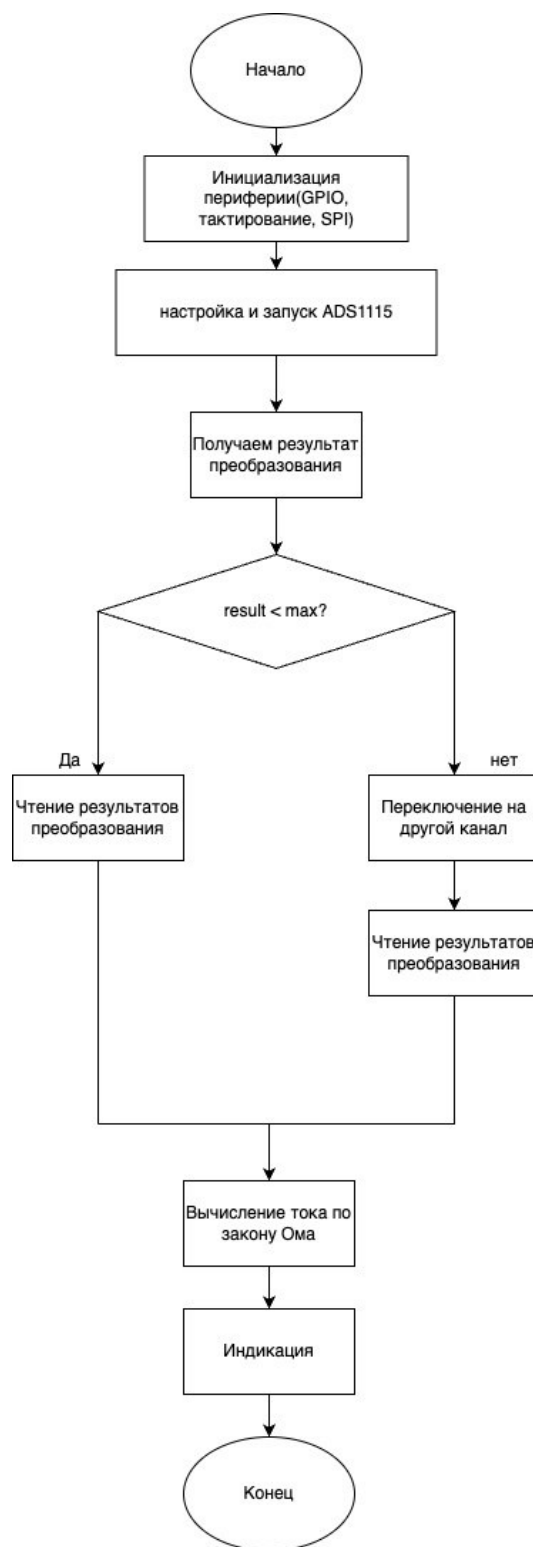 Начало
Инициализация
периферии(GPIO,
тактирование, SPI)
настройка и запуск ADS1115
Получаем результат
преобразования
result < max?
Да
нет
Чтение результатов
преобразования
Переключение на
другой канал
Чтение результатов
преобразования
Вычисление тока по
закону Ома
Индикация
Конец